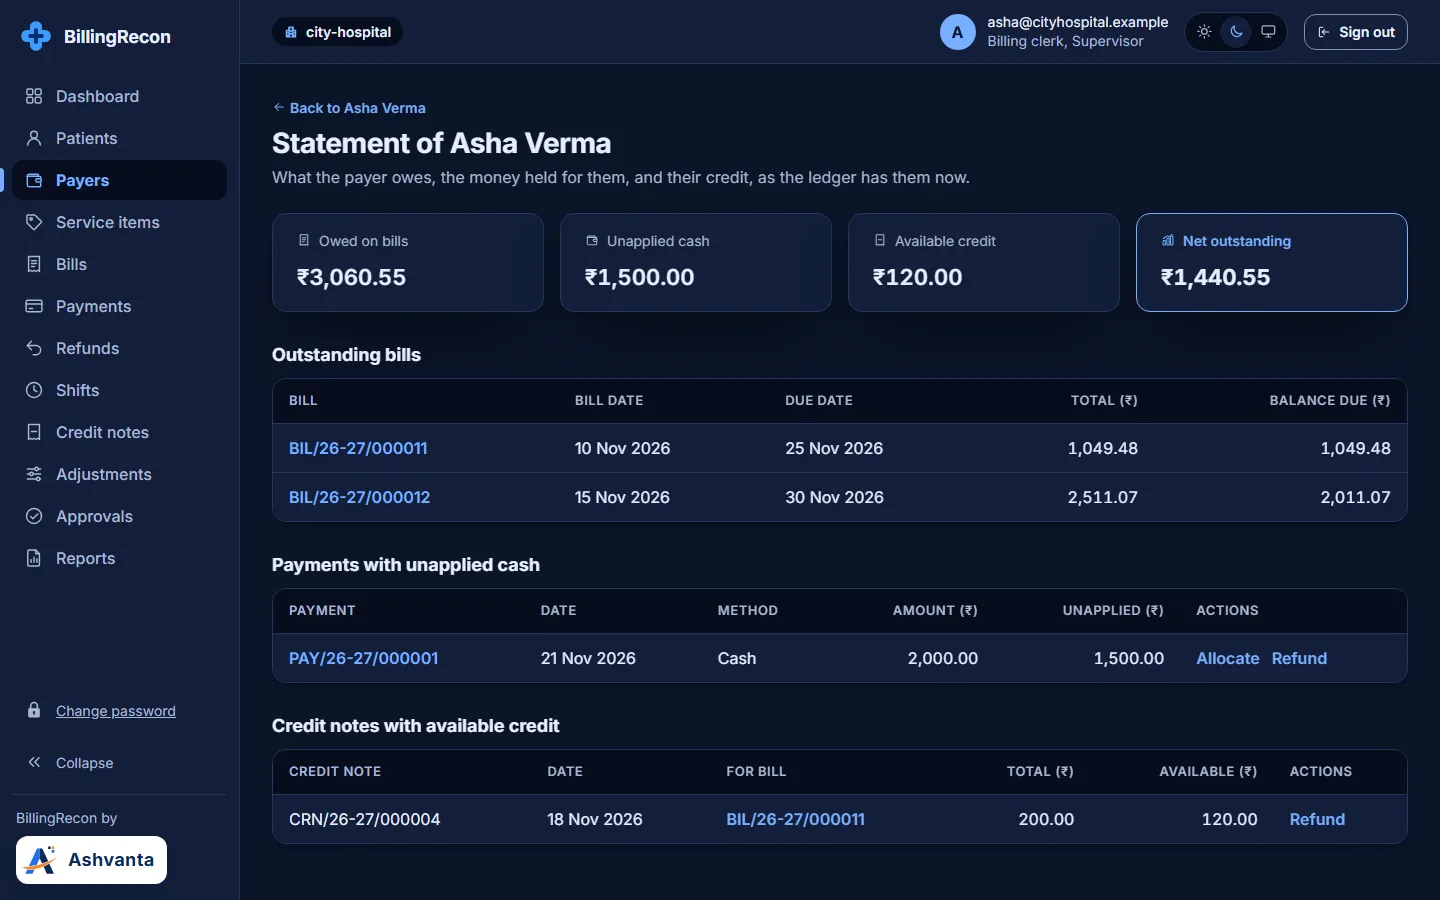 BillingRecon
city-hospital
A
asha@cityhospital.example
Billing clerk, Supervisor
Sign out
Dashboard
Patients
Payers
Service items
Bills
Payments
Refunds
Shifts
Credit notes
Adjustments
Approvals
Reports
Change password
Collapse
BillingRecon by
Ashvanta
Back to Asha Verma
Statement of Asha Verma
What the payer owes, the money held for them, and their credit, as the ledger has them now.
Owed on bills
₹3,060.55
Unapplied cash
₹1,500.00
Available credit
₹120.00
Net outstanding
₹1,440.55
Outstanding bills
BILL BILL DATE DUE DATE TOTAL (₹) BALANCE DUE (₹)
BIL/26-27/000011 10 Nov 2026 25 Nov 2026 1,049.48 1,049.48
BIL/26-27/000012 15 Nov 2026 30 Nov 2026 2,511.07 2,011.07
Payments with unapplied cash
PAYMENT DATE METHOD AMOUNT (₹) UNAPPLIED (₹) ACTIONS
PAY/26-27/000001 21 Nov 2026 Cash 2,000.00 1,500.00 Allocate Refund
Credit notes with available credit
CREDIT NOTE DATE FOR BILL TOTAL (₹) AVAILABLE (₹) ACTIONS
CRN/26-27/000004 18 Nov 2026 BIL/26-27/000011 200.00 120.00 Refund